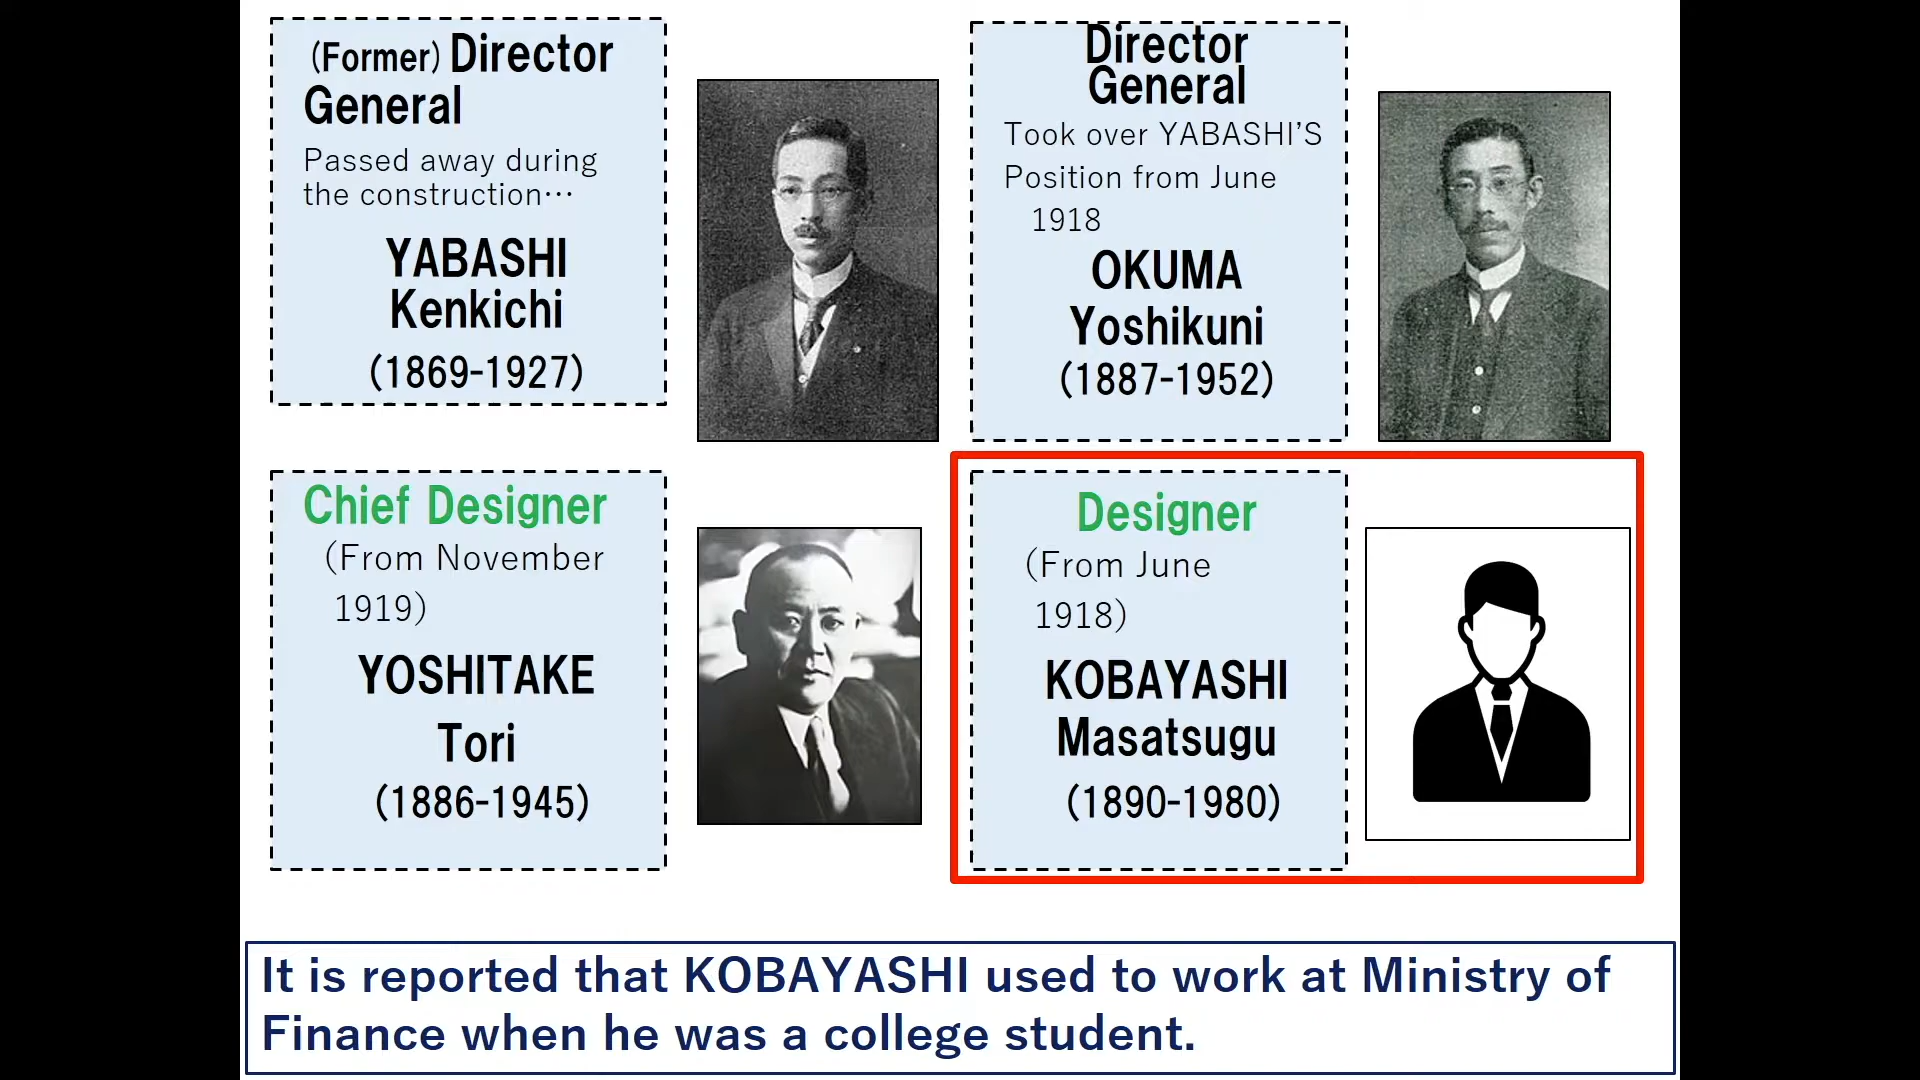 (Former) Director
General
Passed away during
the construction…
YABASHI
Kenkichi
(1869-1927)
Director
General
Took over YABASHI’S
Position from June
1918
OKUMA
Yoshikuni
(1887-1952)
Chief Designer
(From November
1919)
YOSHITAKE
Tori
(1886-1945)
Designer
(From June
1918)
KOBAYASHI
Masatsugu
(1890-1980)
It is reported that KOBAYASHI used to work at Ministry of
Finance when he was a college student.